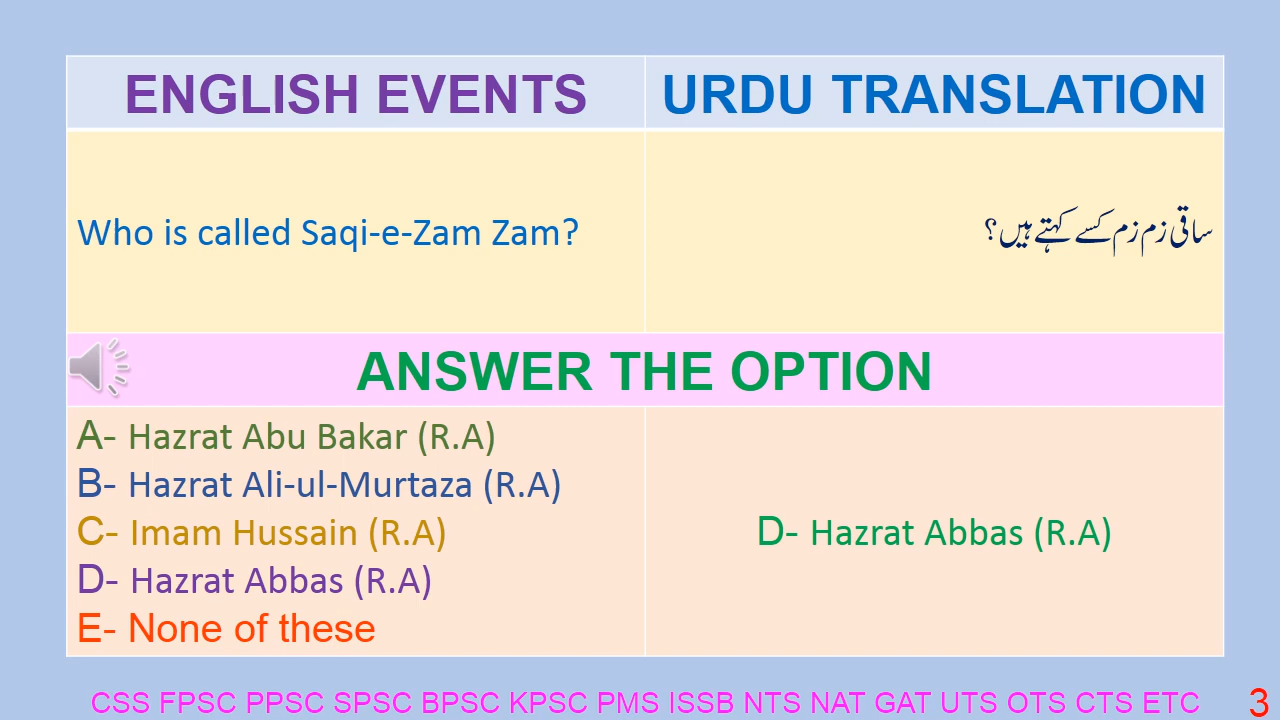 ENGLISH EVENTS
URDU TRANSLATION
Who is called Saqi-e-Zam Zam?
ساقی زم زم کسے کہتے ہیں؟
ANSWER THE OPTION
A- Hazrat Abu Bakar (R.A)
B- Hazrat Ali-ul-Murtaza (R.A)
C- Imam Hussain (R.A)
D- Hazrat Abbas (R.A)
E- None of these
D- Hazrat Abbas (R.A)
CSS FPSC PPSC SPSC BPSC KPSC PMS ISSB NTS NAT GAT UTS OTS CTS ETC
3